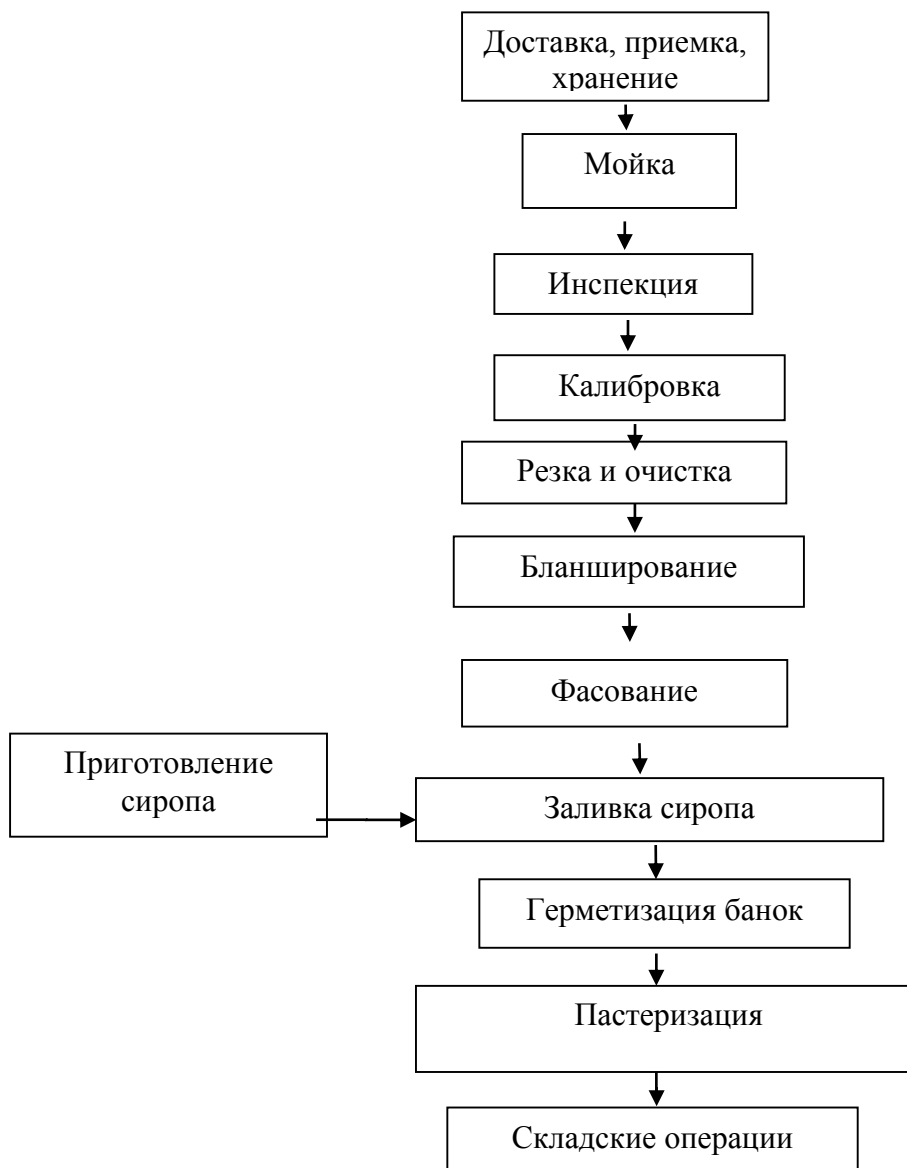 Доставка, приемка,
хранение
Мойка
Инспекция
Калибровка
Резка и очистка
Бланширование
Фасование
Приготовление
сиропа
Заливка сиропа
Герметизация банок
Пастеризация
Складские операции